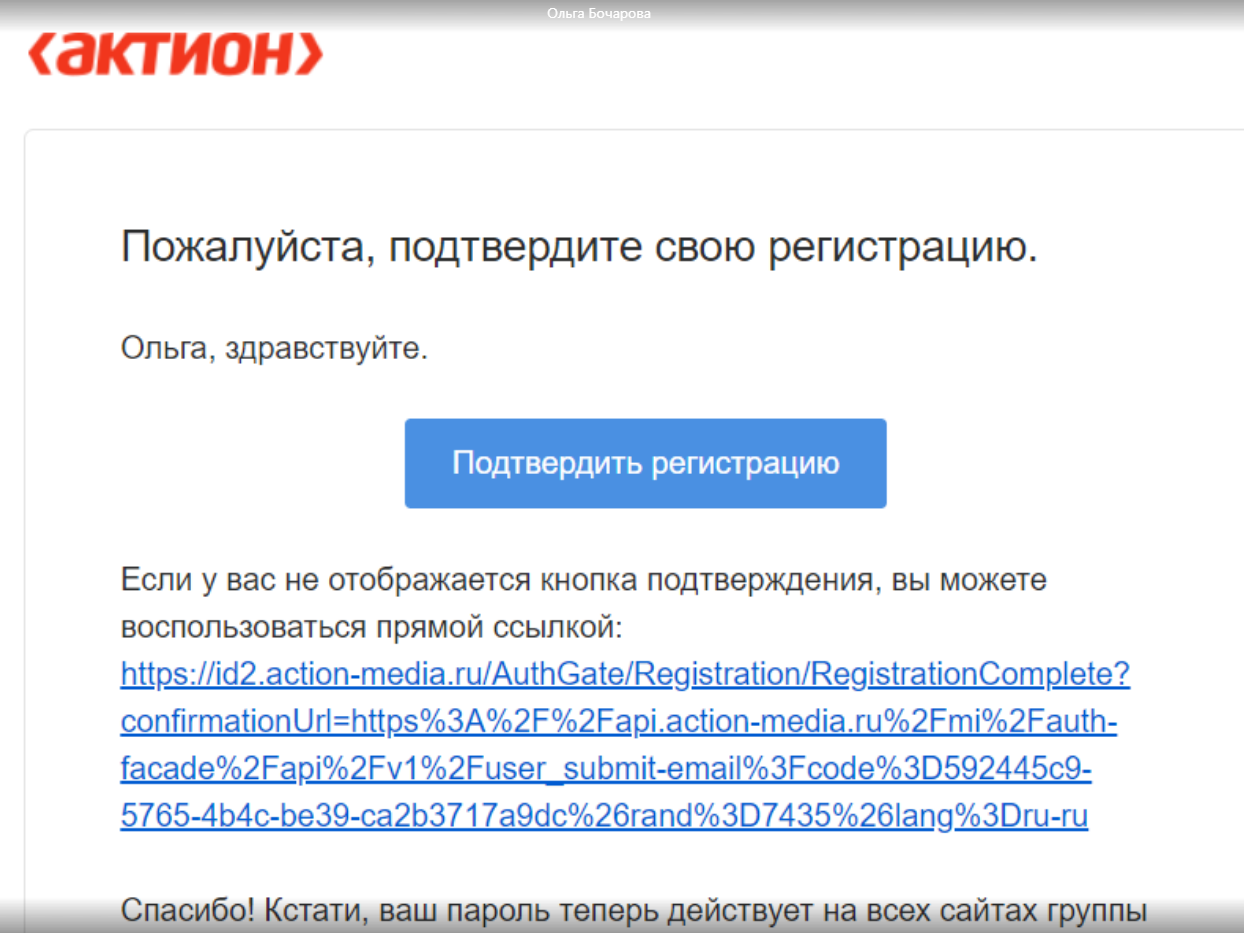 Ольга Бочарова
‹актион›
Пожалуйста, подтвердите свою регистрацию.
Ольга, здравствуйте.
Подтвердить регистрацию
Если у вас не отображается кнопка подтверждения, вы можете
воспользоваться прямой ссылкой:
https://id2.action-media.ru/AuthGate/Registration/RegistrationComplete?
confirmationUrl=https%3A%2F%2Fapi.action-media.ru%2Fmi%2Fauth-
facade%2Fapi%2Fv1%2Fuser_submit-email%3Fcode%3D592445c9-
5765-4b4c-be39-ca2b3717a9dc%26rand%3D7435%26lang%3Dru-ru
Спасибо! Кстати, ваш пароль теперь действует на всех сайтах группы